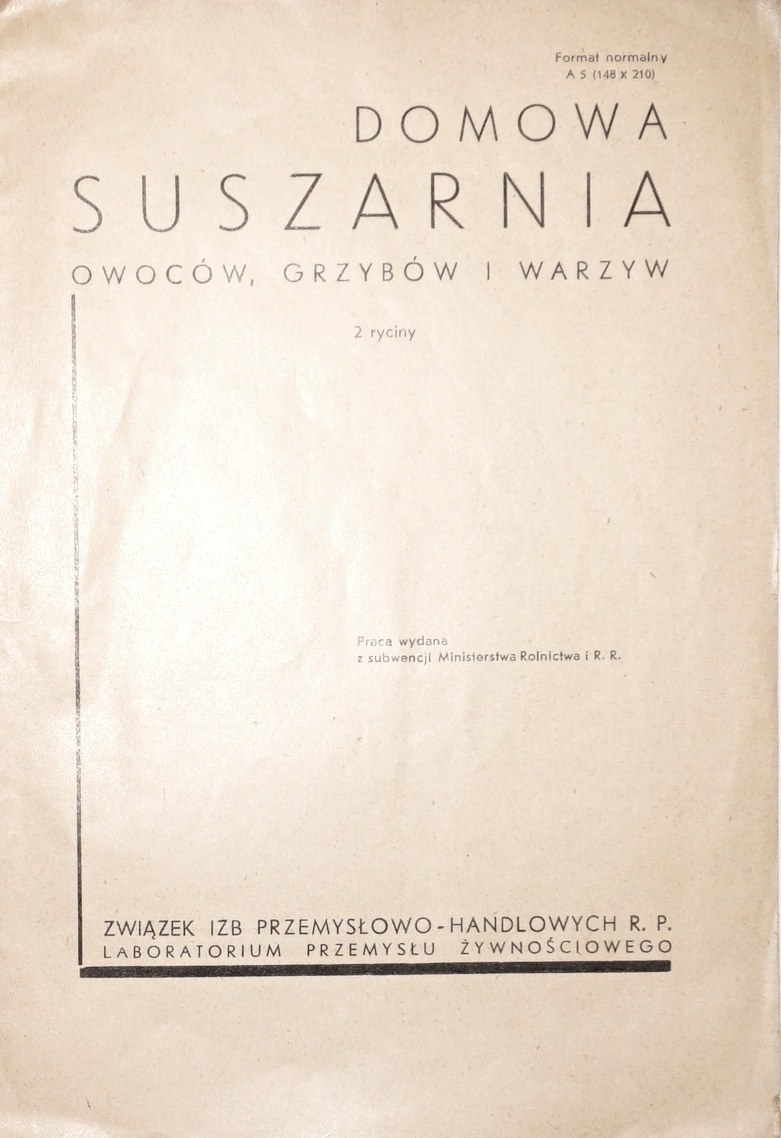 Format normalny
A 5 (148 x 210)
DOMOWA
SUSZARNIA
OWOCÓW, GRZYBÓW I WARZYW
2 ryciny
Praca wydana
z subwencji Ministerstwa Rolnictwa i R. R.
ZWIĄZEK IZB PRZEMYSŁOWO-HANDLOWYCH R. P.
LABORATORIUM PRZEMYSŁU ŻYWNOŚCIOWEGO